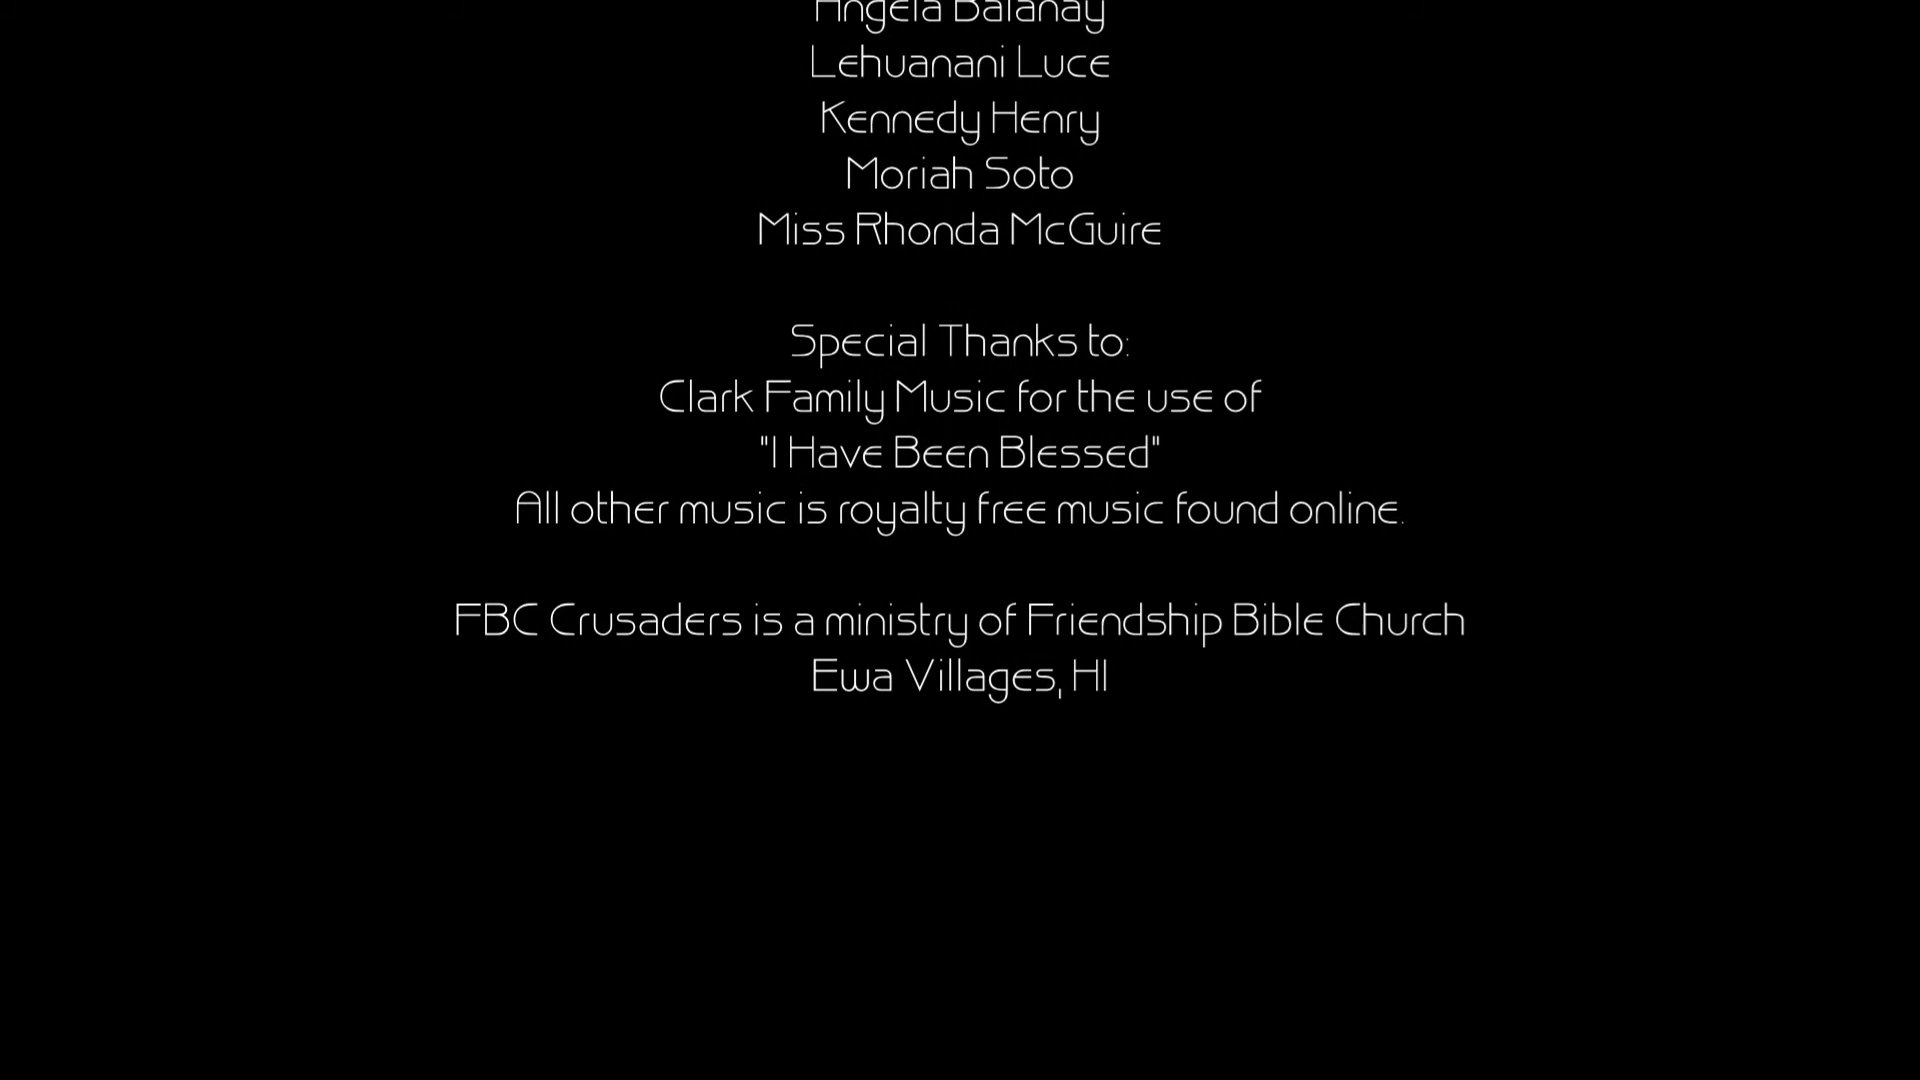 Angela Balanay
Lehuanani Luce
Kennedy Henry
Moriah Soto
Miss Rhonda McGuire
Special Thanks to:
Clark Family Music for the use of
"I Have Been Blessed"
All other music is royalty free music found online.
FBC Crusaders is a ministry of Friendship Bible Church
Ewa Villages, HI